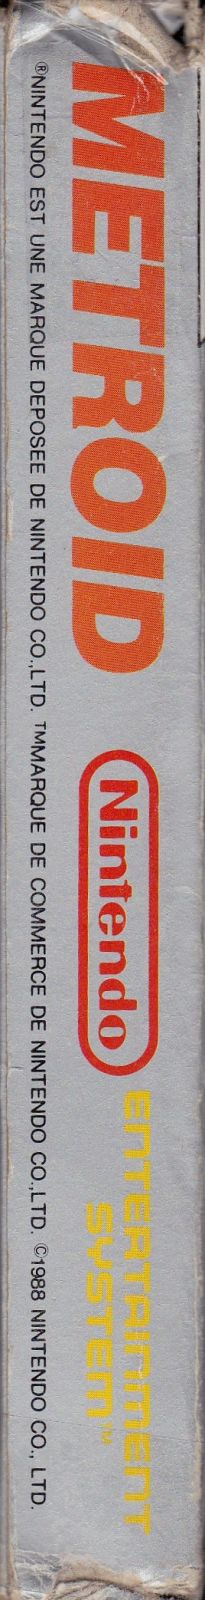 METROID
Nintendo
ENTERTAINMENT
SYSTEM™
®NINTENDO EST UNE MARQUE DEPOSEE DE NINTENDO CO.,LTD. ™MARQUE DE COMMERCE DE NINTENDO CO.,LTD. ©1988 NINTENDO CO., LTD.